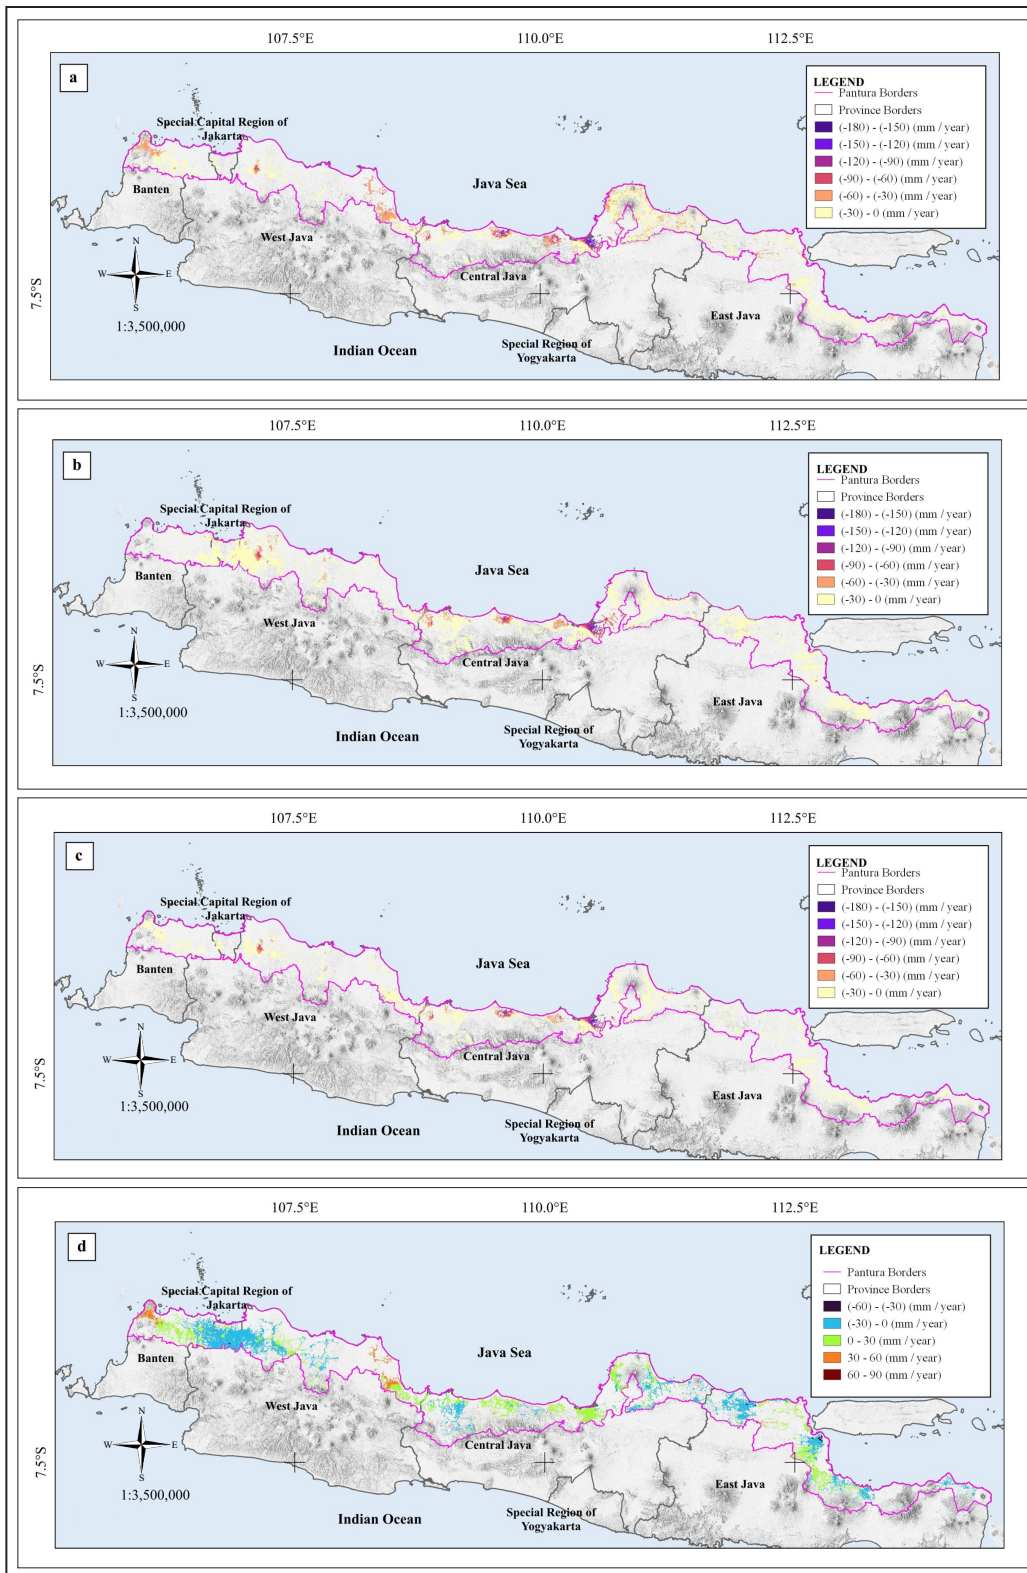 107.5°E 110.0°E 112.5°E
a
LEGEND
Pantura Borders
Province Borders
(-180) - (-150) (mm / year)
(-150) - (-120) (mm / year)
(-120) - (-90) (mm / year)
(-90) - (-60) (mm / year)
(-60) - (-30) (mm / year)
(-30) - 0 (mm / year)
Special Capital Region of
Jakarta
Banten
Java Sea
West Java
Central Java
East Java
N
W E
S
7.5°S
1:3,500,000
Special Region of
Yogyakarta
Indian Ocean
107.5°E 110.0°E 112.5°E
b
LEGEND
Pantura Borders
Province Borders
(-180) - (-150) (mm / year)
(-150) - (-120) (mm / year)
(-120) - (-90) (mm / year)
(-90) - (-60) (mm / year)
(-60) - (-30) (mm / year)
(-30) - 0 (mm / year)
Special Capital Region of
Jakarta
Banten
Java Sea
West Java
Central Java
East Java
N
W E
S
7.5°S
1:3,500,000
Special Region of
Yogyakarta
Indian Ocean
107.5°E 110.0°E 112.5°E
c
LEGEND
Pantura Borders
Province Borders
(-180) - (-150) (mm / year)
(-150) - (-120) (mm / year)
(-120) - (-90) (mm / year)
(-90) - (-60) (mm / year)
(-60) - (-30) (mm / year)
(-30) - 0 (mm / year)
Special Capital Region of
Jakarta
Banten
Java Sea
West Java
Central Java
East Java
N
W E
S
7.5°S
1:3,500,000
Special Region of
Yogyakarta
Indian Ocean
107.5°E 110.0°E 112.5°E
d
LEGEND
Pantura Borders
Province Borders
(-60) - (-30) (mm / year)
(-30) - 0 (mm / year)
0 - 30 (mm / year)
30 - 60 (mm / year)
60 - 90 (mm / year)
Special Capital Region of
Jakarta
Banten
Java Sea
West Java
Central Java
East Java
N
W E
S
7.5°S
1:3,500,000
Special Region of
Yogyakarta
Indian Ocean